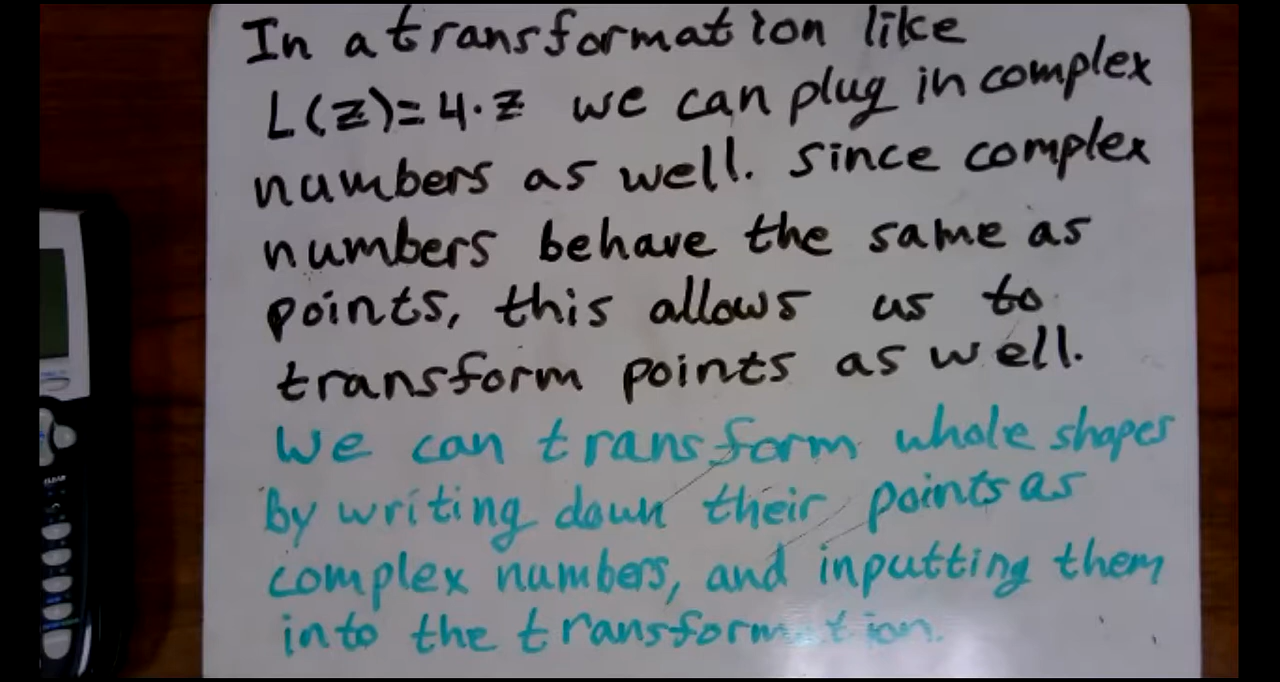 In a transformation like
L(z)=4·z we can plug in complex
numbers as well. Since complex
numbers behave the same as
points, this allows us to
transform points as well.
We can transform whole shapes
by writing down their points as
complex numbers, and inputting them
into the transformation.